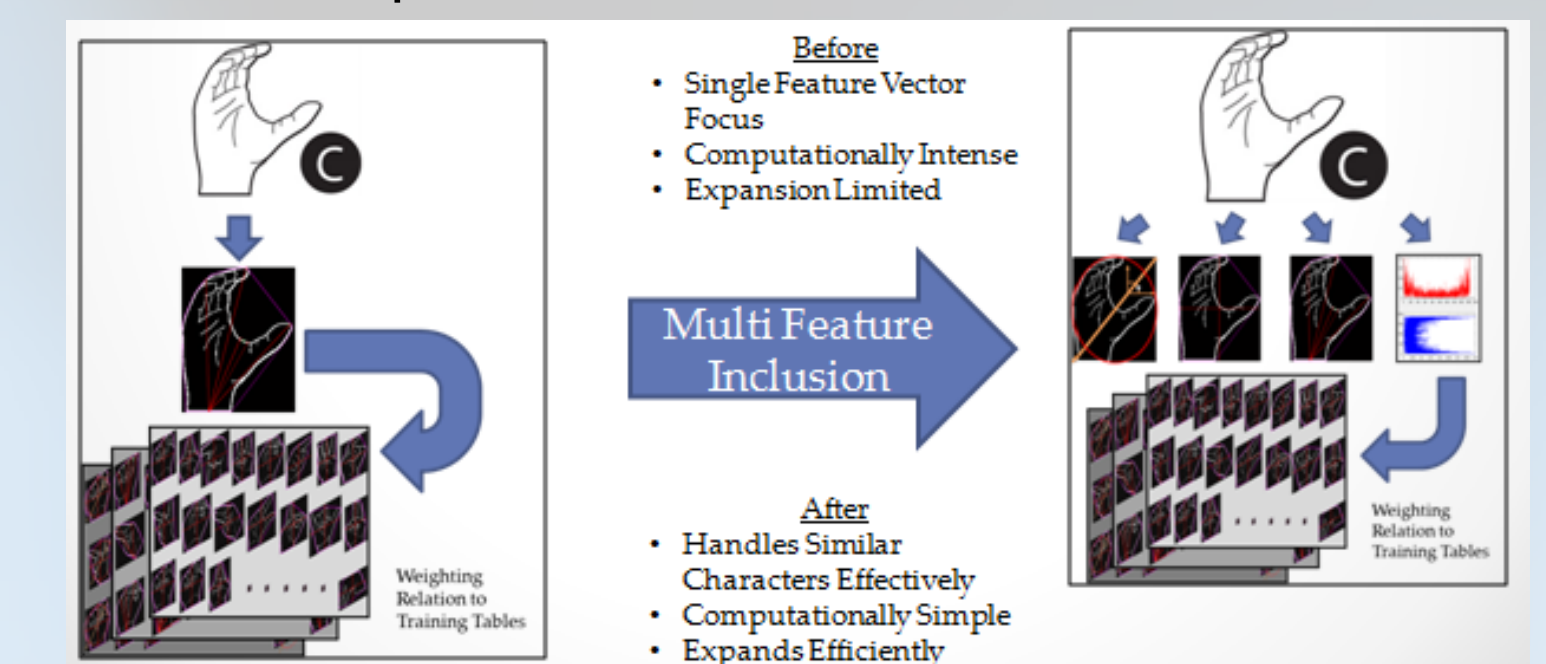 C
Weighting
Relation to
Training Tables
Before
• Single Feature Vector
Focus
• Computationally Intense
• Expansion Limited
Multi Feature
Inclusion
After
• Handles Similar
Characters Effectively
• Computationally Simple
• Expands Efficiently
C
Weighting
Relation to
Training Tables